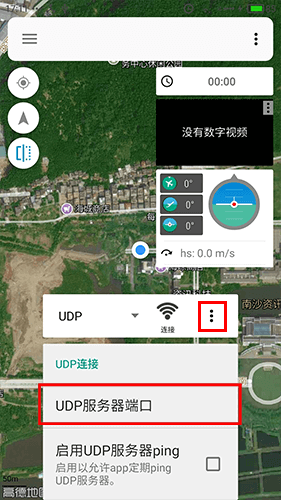 00:00
没有数字视频
0°
0°
0°
hs: 0.0 m/s
UDP
连接
南沙资讯
UDP连接
UDP服务器端口
启用UDP服务器ping
启用以允许app定期ping
UDP服务器。
50m
高德地